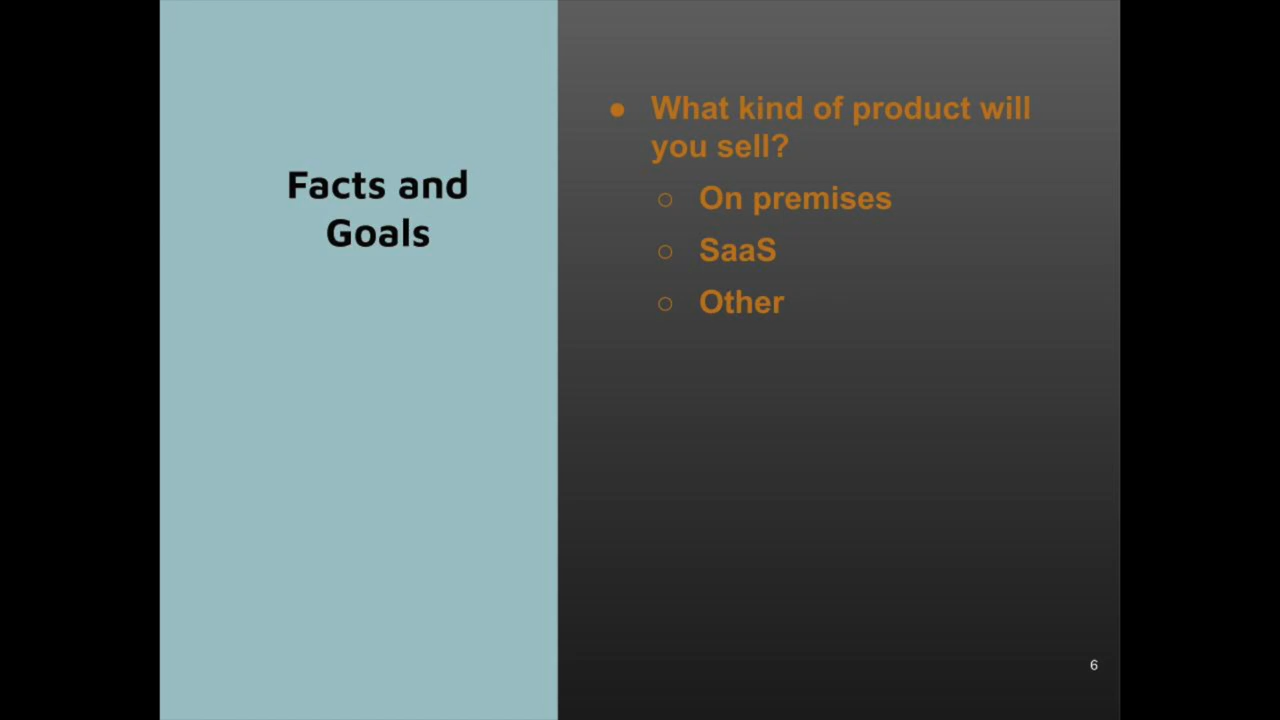 Facts and
Goals
● What kind of product will
you sell?
○ On premises
○ SaaS
○ Other
6